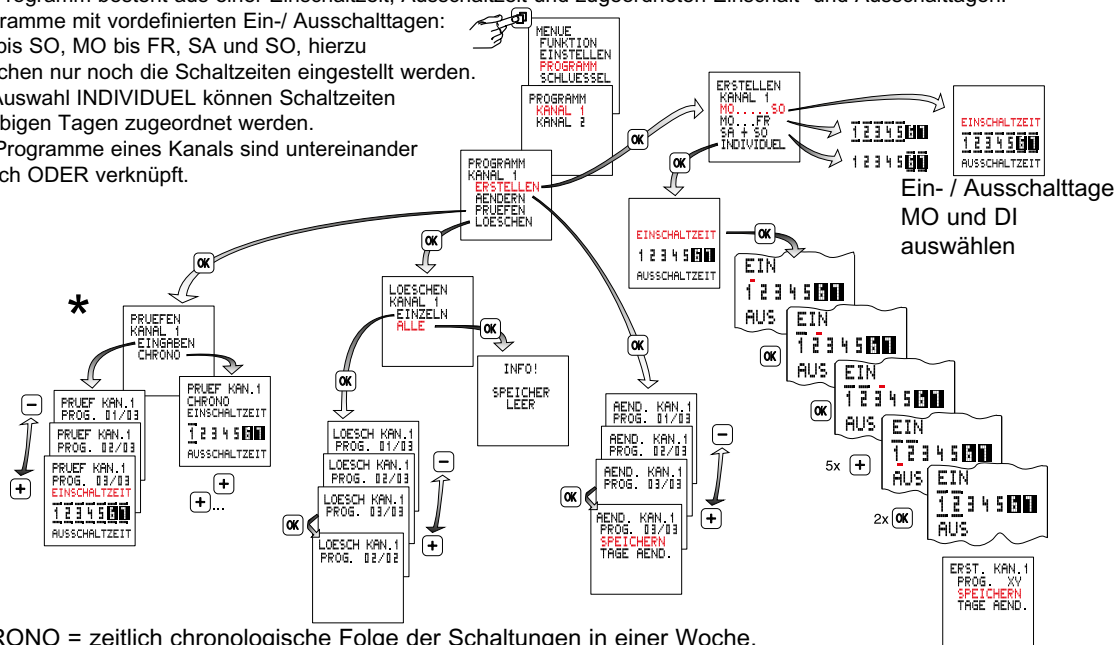 Programm besteht aus einer Einschaltzeit, Ausschaltzeit und zugeordneten Einschalt- und Ausschalttagen.
gramme mit vordefinierten Ein-/ Ausschalttagen:
bis SO, MO bis FR, SA und SO, hierzu
chen nur noch die Schaltzeiten eingestellt werden.
Auswahl INDIVIDUEL können Schaltzeiten
bigen Tagen zugeordnet werden.
Programme eines Kanals sind untereinander
ch ODER verknüpft.
MENUE
FUNKTION
EINSTELLEN
PROGRAMM
SCHLUESSEL
PROGRAMM
KANAL 1
KANAL 2
OK
PROGRAMM
KANAL 1
ERSTELLEN
AENDERN
PRUEFEN
LOESCHEN
ERSTELLEN
KANAL 1
MO.....SO
MO...FR
SA + SO
INDIVIDUEL
OK
1 2 3 4 5 6 7
1 2 3 4 5 6 7
EINSCHALTZEIT
1 2 3 4 5 6 7
AUSSCHALTZEIT
Ein- / Ausschalttage
MO und DI
auswählen
EINSCHALTZEIT
1 2 3 4 5 6 7
AUSSCHALTZEIT
OK
EIN
1 2 3 4 5 6 7
AUS
OK
EIN
1 2 3 4 5 6 7
AUS
OK
EIN
1 2 3 4 5 6 7
AUS
5x +
EIN
1 2 3 4 5 6 7
AUS
2x OK
EIN
1 2 3 4 5 6 7
AUS
ERST. KAN.1
PROG. XY
SPEICHERN
TAGE AEND.
OK
*
PRUEFEN
KANAL 1
EINGABEN
CHRONO
PRUEF KAN.1
PROG. 01/03
PRUEF KAN.1
PROG. 02/03
PRUEF KAN.1
PROG. 03/03
EINSCHALTZEIT
1 2 3 4 5 6 7
AUSSCHALTZEIT
-
+
PRUEF KAN.1
CHRONO
EINSCHALTZEIT
1 2 3 4 5 6 7
AUSSCHALTZEIT
+
+...
OK
LOESCHEN
KANAL 1
EINZELN
ALLE
OK
INFO!
SPEICHER
LEER
OK
LOESCH KAN.1
PROG. 01/03
LOESCH KAN.1
PROG. 02/03
LOESCH KAN.1
PROG. 03/03
OK
LOESCH KAN.1
PROG. 02/02
-
+
OK
AEND. KAN.1
PROG. 01/03
AEND. KAN.1
PROG. 02/03
AEND. KAN.1
PROG. 03/03
OK
AEND. KAN.1
PROG. 03/03
SPEICHERN
TAGE AEND.
-
+
RONO = zeitlich chronologische Folge der Schaltungen in einer Woche.